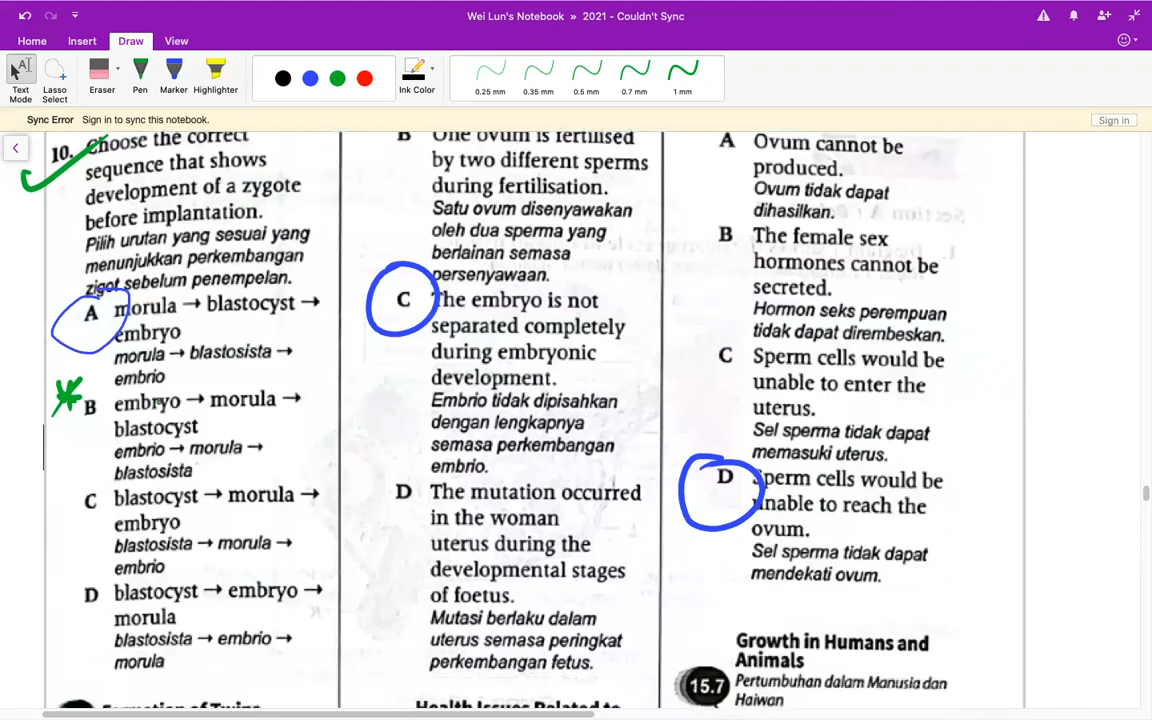 Wei Lun's Notebook » 2021 - Couldn't Sync
Home
Insert
Draw
View
Text Mode
Lasso Select
Eraser
Pen
Marker
Highlighter
Ink Color
0.25 mm
0.35 mm
0.5 mm
0.7 mm
1 mm
Sync Error Sign in to sync this notebook.
Sign in
10. Choose the correct
sequence that shows
development of a zygote
before implantation.
Pilih urutan yang sesuai yang
menunjukkan perkembangan
zigot sebelum penempelan.
A morula → blastocyst →
embryo
morula → blastosista →
embrio
B embryo → morula →
blastocyst
embrio → morula →
blastosista
C blastocyst → morula →
embryo
blastosista → morula →
embrio
D blastocyst → embryo →
morula
blastosista → embrio →
morula
Formation of Twins
B One ovum is fertilised
by two different sperms
during fertilisation.
Satu ovum disenyawakan
oleh dua sperma yang
berlainan semasa
persenyawaan.
C The embryo is not
separated completely
during embryonic
development.
Embrio tidak dipisahkan
dengan lengkapnya
semasa perkembangan
embrio.
D The mutation occurred
in the woman
uterus during the
developmental stages
of foetus.
Mutasi berlaku dalam
uterus semasa peringkat
perkembangan fetus.
Health Issues Related to
A Ovum cannot be
produced.
Ovum tidak dapat
dihasilkan.
B The female sex
hormones cannot be
secreted.
Hormon seks perempuan
tidak dapat dirembeskan.
C Sperm cells would be
unable to enter the
uterus.
Sel sperma tidak dapat
memasuki uterus.
D Sperm cells would be
unable to reach the
ovum.
Sel sperma tidak dapat
mendekati ovum.
15.7 Growth in Humans and
Animals
Pertumbuhan dalam Manusia dan
Haiwan